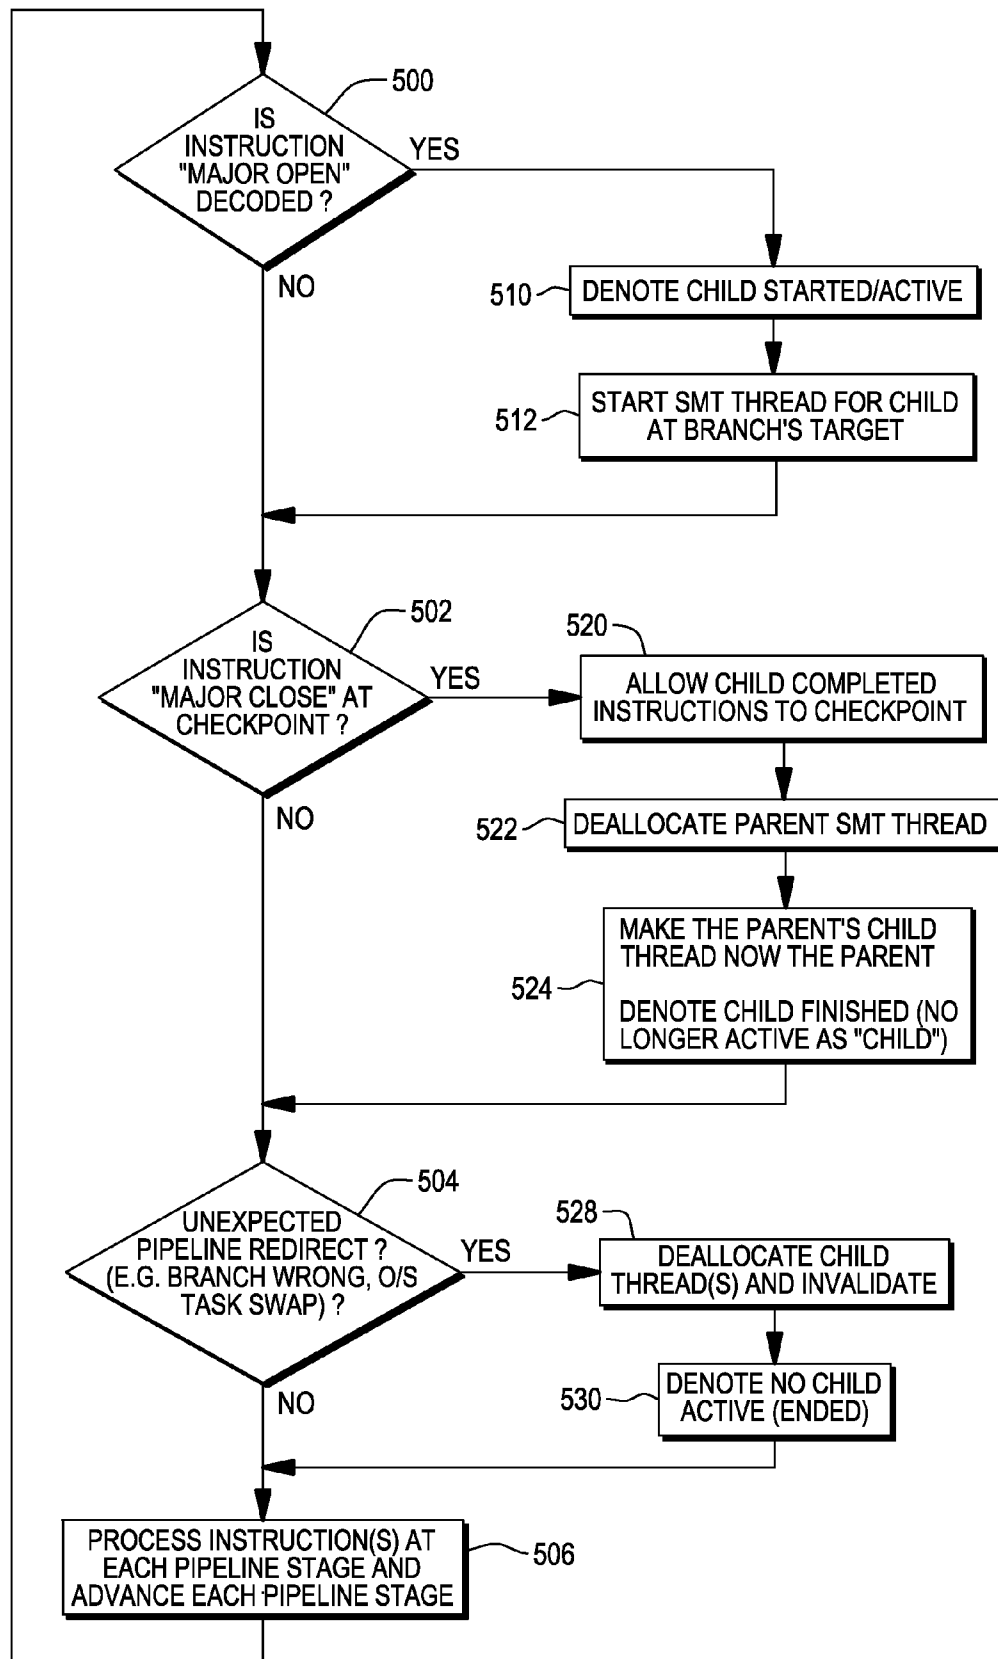 500
IS
INSTRUCTION
"MAJOR OPEN"
DECODED ?
YES
NO
510
DENOTE CHILD STARTED/ACTIVE
512
START SMT THREAD FOR CHILD
AT BRANCH'S TARGET
502
IS
INSTRUCTION
"MAJOR CLOSE" AT
CHECKPOINT ?
YES
NO
520
ALLOW CHILD COMPLETED
INSTRUCTIONS TO CHECKPOINT
522
DEALLOCATE PARENT SMT THREAD
524
MAKE THE PARENT'S CHILD
THREAD NOW THE PARENT
DENOTE CHILD FINISHED (NO
LONGER ACTIVE AS "CHILD")
504
UNEXPECTED
PIPELINE REDIRECT ?
(E.G. BRANCH WRONG, O/S
TASK SWAP) ?
YES
NO
528
DEALLOCATE CHILD
THREAD(S) AND INVALIDATE
530
DENOTE NO CHILD
ACTIVE (ENDED)
PROCESS INSTRUCTION(S) AT
EACH PIPELINE STAGE AND
ADVANCE EACH PIPELINE STAGE
506